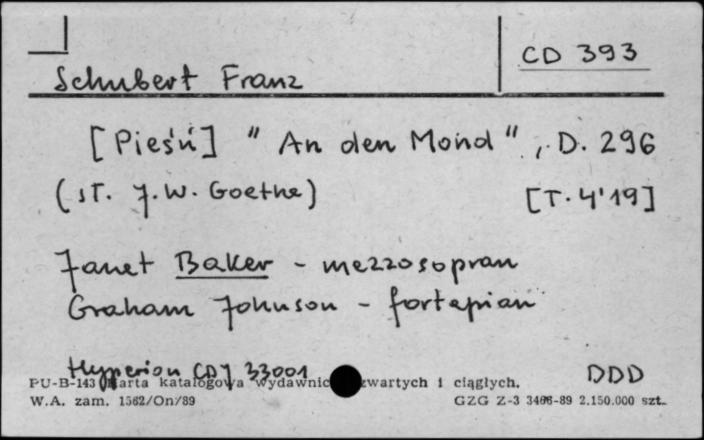 CD 393
Schubert Franz
[Pieśń] " An den Mond" , D. 296
(sł. J.W. Goethe) [T. 4'19]
Janet Baker - mezzosopran
Graham Johnson - fortepian
Hyperion CDJ 33001 DDD
PU-B-143 Karta katalogowa wydawnic zwartych i ciągłych.
W.A. zam. 1562/On/89 GZG Z-3 3466-89 2.150.000 szt.